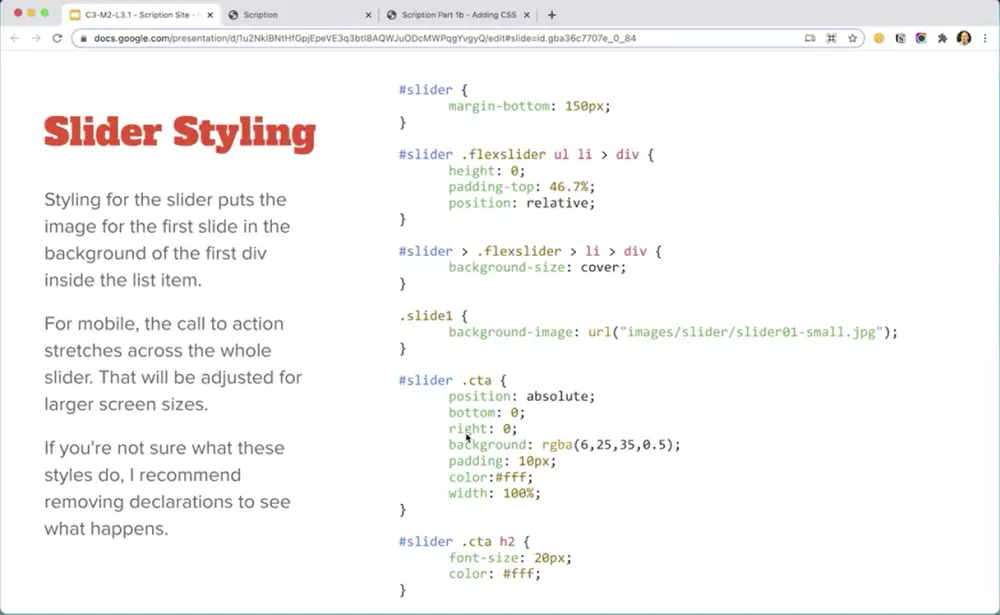 C3-M2-L3.1 - Scription Site -
Scription
Scription Part 1b - Adding CSS
docs.google.com/presentation/d/1u2NklBNtHfGpjEpeVE3q3btI8AQWJuODcMWPqgYvgyQ/edit#slide=id.gba36c7707e_0_84
Slider Styling
Styling for the slider puts the
image for the first slide in the
background of the first div
inside the list item.
For mobile, the call to action
stretches across the whole
slider. That will be adjusted for
larger screen sizes.
If you're not sure what these
styles do, I recommend
removing declarations to see
what happens.
#slider {
margin-bottom: 150px;
}
#slider .flexslider ul li > div {
height: 0;
padding-top: 46.7%;
position: relative;
}
#slider > .flexslider > li > div {
background-size: cover;
}
.slide1 {
background-image: url("images/slider/slider01-small.jpg");
}
#slider .cta {
position: absolute;
bottom: 0;
right: 0;
background: rgba(6,25,35,0.5);
padding: 10px;
color:#fff;
width: 100%;
}
#slider .cta h2 {
font-size: 20px;
color: #fff;
}